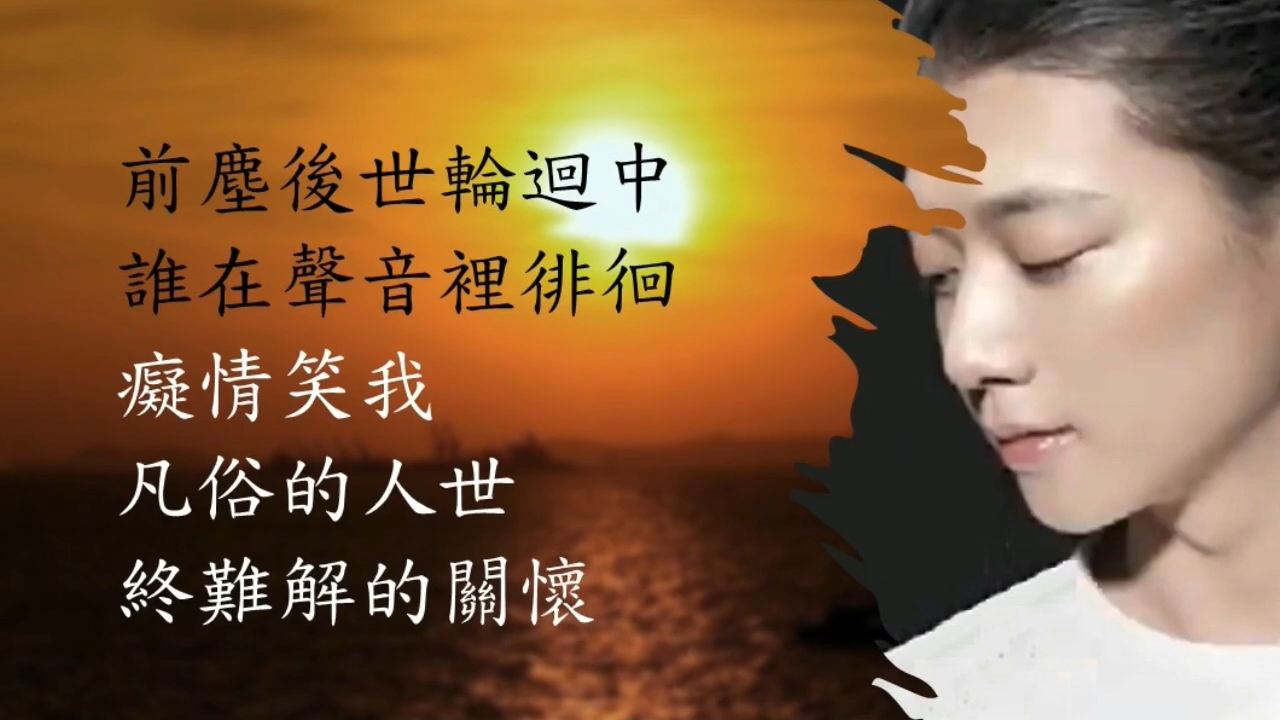 前塵後世輪迴中
誰在聲音裡徘徊
癡情笑我
凡俗的人世
終難解的關懷